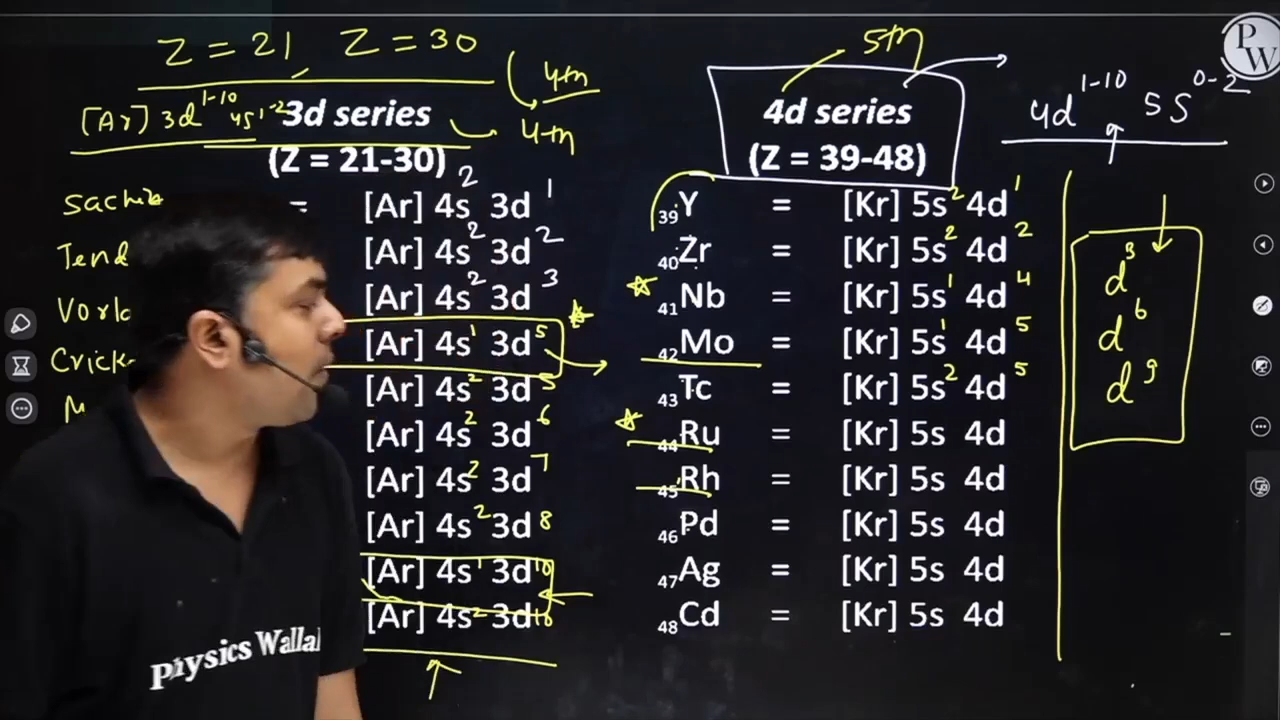 Z = 21, Z = 30
[Ar] 3d¹⁻¹⁰ 4s¹⁻²
3d series
(Z = 21-30)
4th
4th
= [Ar] 4s² 3d¹
[Ar] 4s² 3d²
[Ar] 4s² 3d³
[Ar] 4s¹ 3d⁵
[Ar] 4s² 3d⁵
[Ar] 4s² 3d⁶
[Ar] 4s² 3d⁷
[Ar] 4s² 3d⁸
[Ar] 4s¹ 3d¹⁰
[Ar] 4s² 3d¹⁰
Tend
Crick
5th
4d series
(Z = 39-48)
₃₉Y = [Kr] 5s² 4d¹
₄₀Zr = [Kr] 5s² 4d²
₄₁Nb = [Kr] 5s¹ 4d⁴
₄₂Mo = [Kr] 5s¹ 4d⁵
₄₃Tc = [Kr] 5s² 4d⁵
₄₄Ru = [Kr] 5s 4d
₄₅Rh = [Kr] 5s 4d
₄₆Pd = [Kr] 5s 4d
₄₇Ag = [Kr] 5s 4d
₄₈Cd = [Kr] 5s 4d
4d¹⁻¹⁰ 5S⁰⁻²
d³
d⁶
d⁹
PW
Physics Wallah